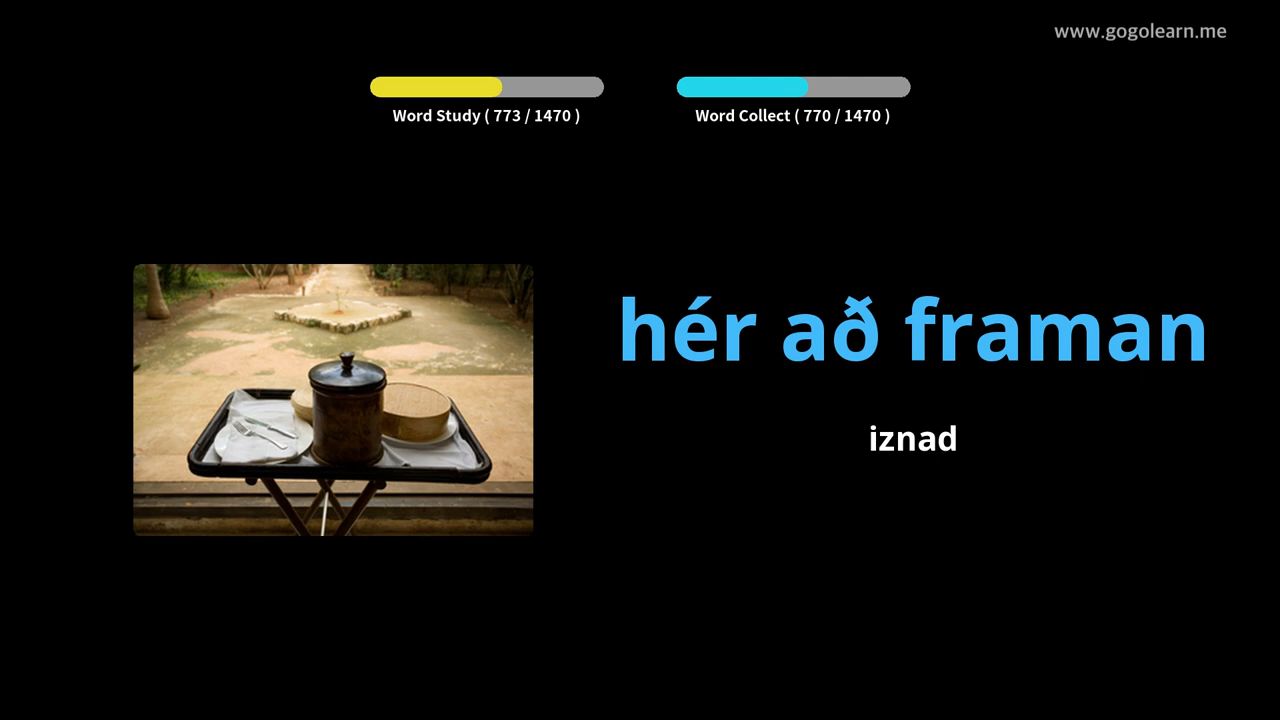 www.gogolearn.me
Word Study ( 773 / 1470 )
Word Collect ( 770 / 1470 )
hér að framan
iznad